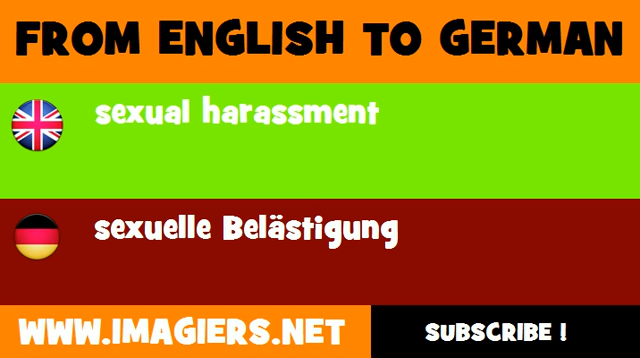 FROM ENGLISH TO GERMAN
sexual harassment
sexuelle Belästigung
WWW.IMAGIERS.NET
SUBSCRIBE !